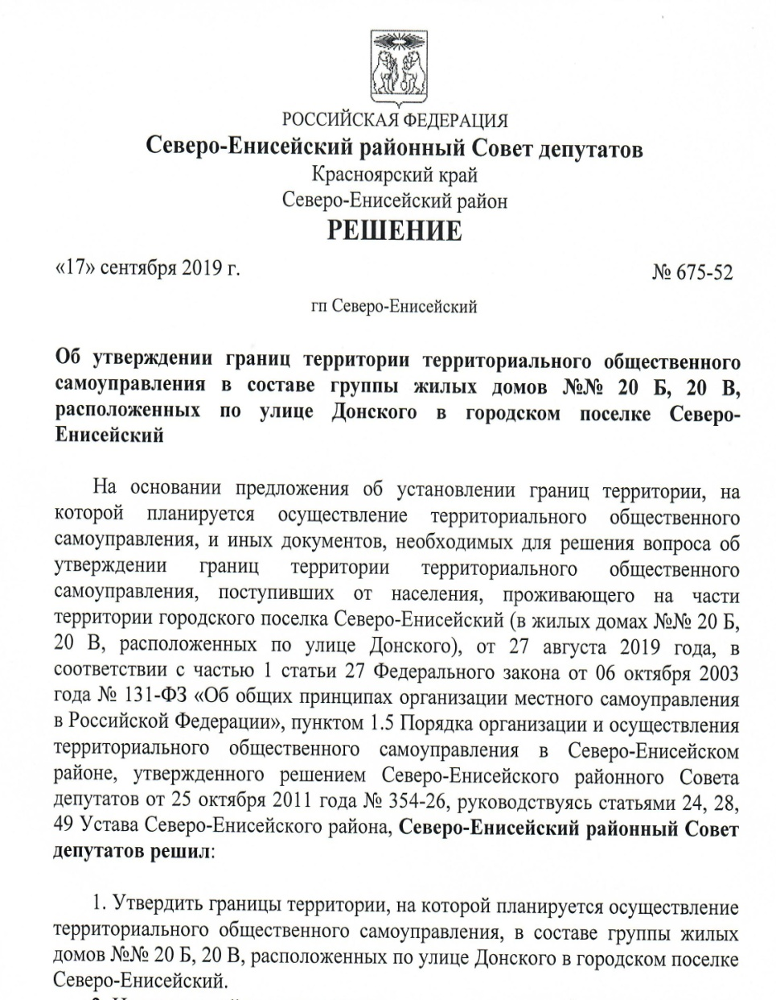 РОССИЙСКАЯ ФЕДЕРАЦИЯ
Северо-Енисейский районный Совет депутатов
Красноярский край
Северо-Енисейский район
РЕШЕНИЕ
«17» сентября 2019 г.
№ 675-52
гп Северо-Енисейский
Об утверждении границ территории территориального общественного
самоуправления в составе группы жилых домов №№ 20 Б, 20 В,
расположенных по улице Донского в городском поселке Северо-
Енисейский
На основании предложения об установлении границ территории, на
которой планируется осуществление территориального общественного
самоуправления, и иных документов, необходимых для решения вопроса об
утверждении границ территории территориального общественного
самоуправления, поступивших от населения, проживающего на части
территории городского поселка Северо-Енисейский (в жилых домах №№ 20 Б,
20 В, расположенных по улице Донского), от 27 августа 2019 года, в
соответствии с частью 1 статьи 27 Федерального закона от 06 октября 2003
года № 131-ФЗ «Об общих принципах организации местного самоуправления
в Российской Федерации», пунктом 1.5 Порядка организации и осуществления
территориального общественного самоуправления в Северо-Енисейском
районе, утвержденного решением Северо-Енисейского районного Совета
депутатов от 25 октября 2011 года № 354-26, руководствуясь статьями 24, 28,
49 Устава Северо-Енисейского района, Северо-Енисейский районный Совет
депутатов решил:
1. Утвердить границы территории, на которой планируется осуществление
территориального общественного самоуправления, в составе группы жилых
домов №№ 20 Б, 20 В, расположенных по улице Донского в городском поселке
Северо-Енисейский.